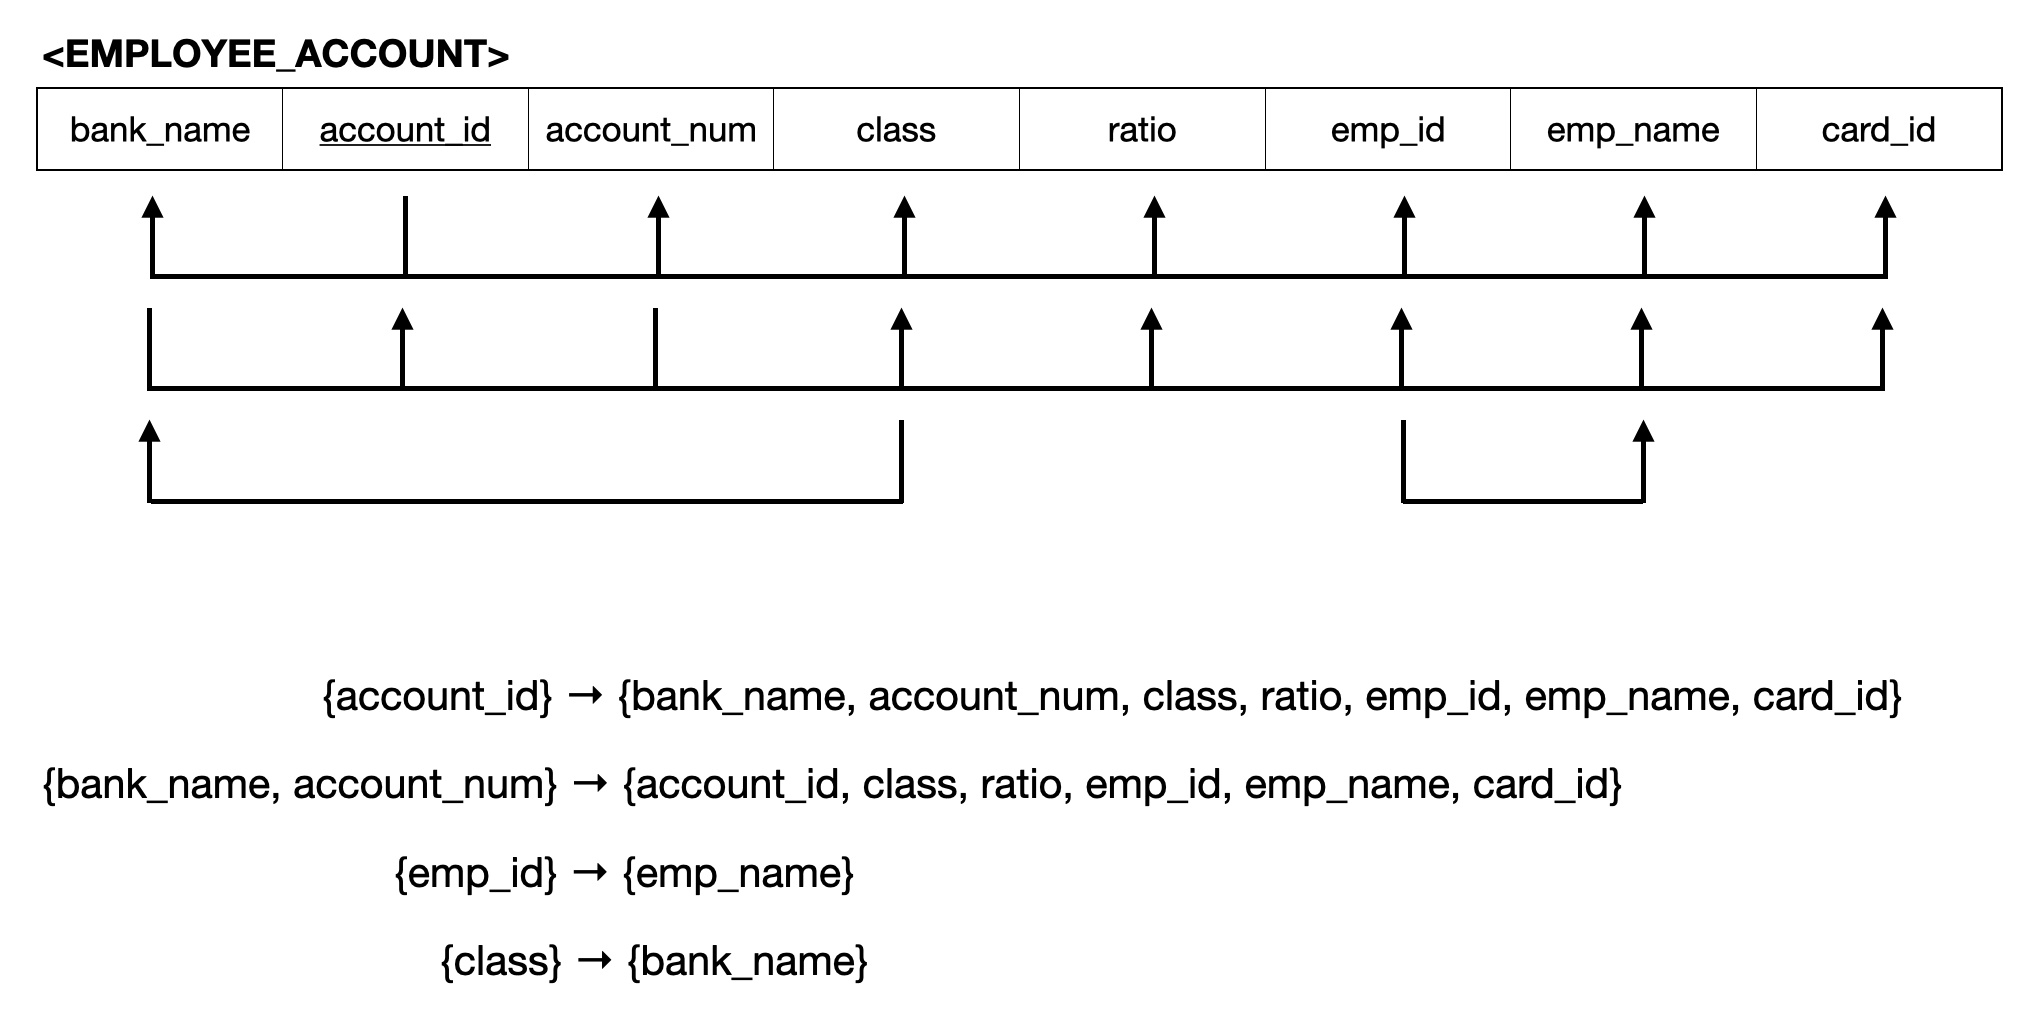 <EMPLOYEE_ACCOUNT>
bank_name account_id account_num class ratio emp_id emp_name card_id
{account_id} → {bank_name, account_num, class, ratio, emp_id, emp_name, card_id}
{bank_name, account_num} → {account_id, class, ratio, emp_id, emp_name, card_id}
{emp_id} → {emp_name}
{class} → {bank_name}